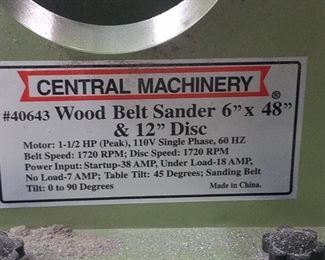 CENTRAL MACHINERY®
#40643 Wood Belt Sander 6" x 48"
& 12" Disc
Motor: 1-1/2 HP (Peak), 110V Single Phase, 60 HZ
Belt Speed: 1720 RPM; Disc Speed: 1720 RPM
Power Input: Startup-38 AMP, Under Load-18 AMP,
No Load-7 AMP; Table Tilt: 45 Degrees; Sanding Belt
Tilt: 0 to 90 Degrees Made in China.